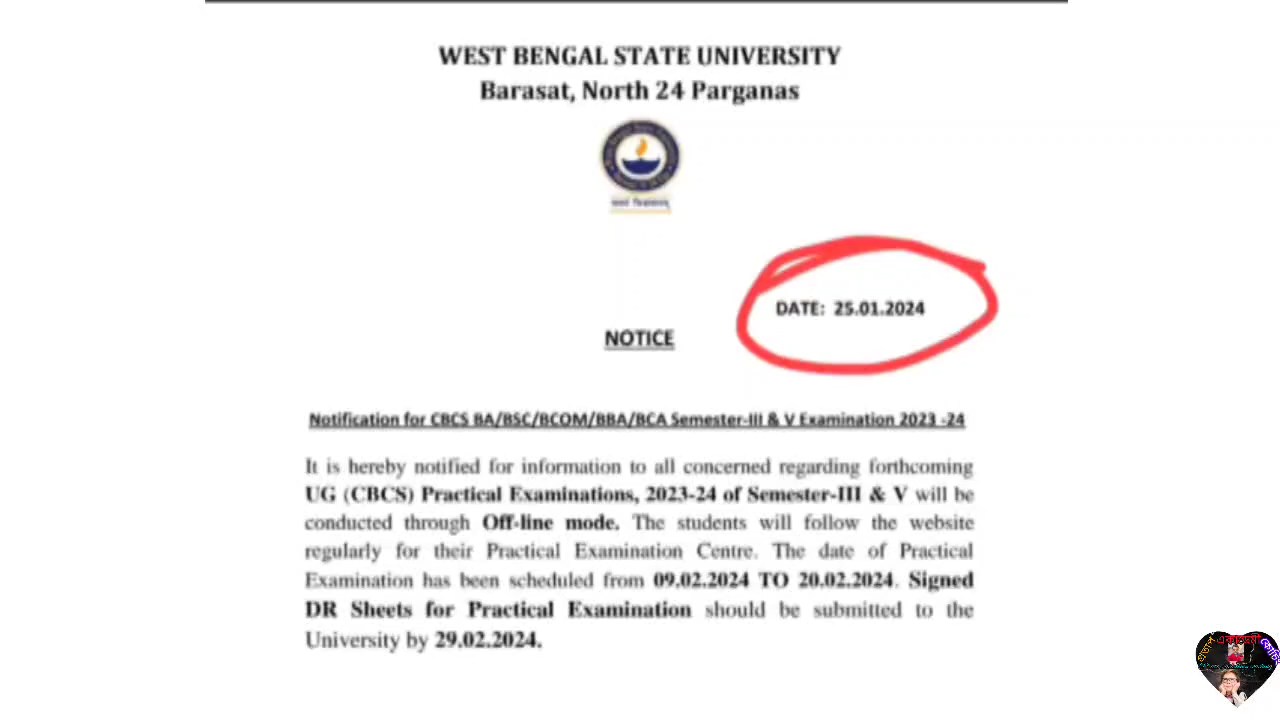 WEST BENGAL STATE UNIVERSITY
Barasat, North 24 Parganas
DATE: 25.01.2024
NOTICE
Notification for CBCS BA/BSC/BCOM/BBA/BCA Semester-III & V Examination 2023 -24
It is hereby notified for information to all concerned regarding forthcoming
UG (CBCS) Practical Examinations, 2023-24 of Semester-III & V will be
conducted through Off-line mode. The students will follow the website
regularly for their Practical Examination Centre. The date of Practical
Examination has been scheduled from 09.02.2024 TO 20.02.2024. Signed
DR Sheets for Practical Examination should be submitted to the
University by 29.02.2024.